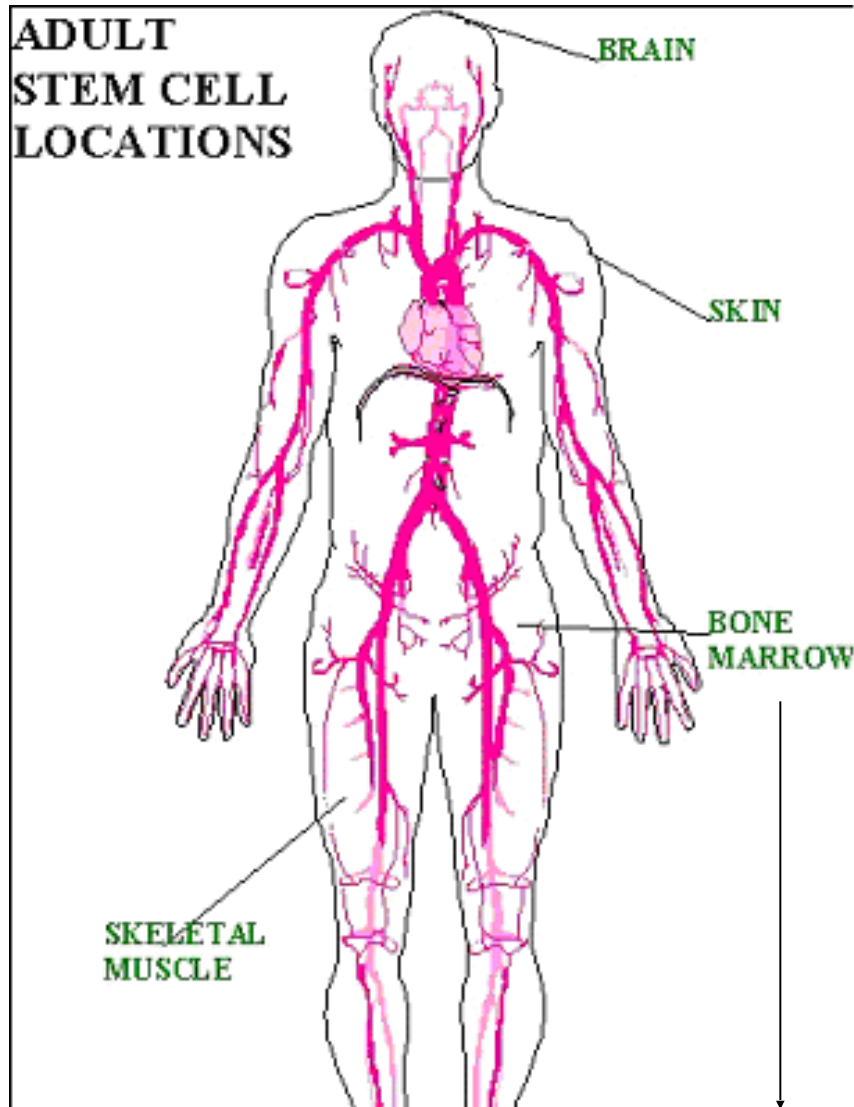 ADULT
STEM CELL
LOCATIONS
BRAIN
SKIN
BONE
MARROW
SKELETAL
MUSCLE